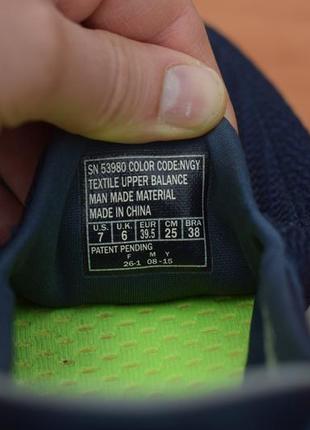 SN 53980 COLOR CODE:NVGY
TEXTILE UPPER BALANCE
MAN MADE MATERIAL
MADE IN CHINA
U.S. U.K. EUR CM BRA
7 6 39.5 25 38
PATENT PENDING
F M Y
26-1 08-15